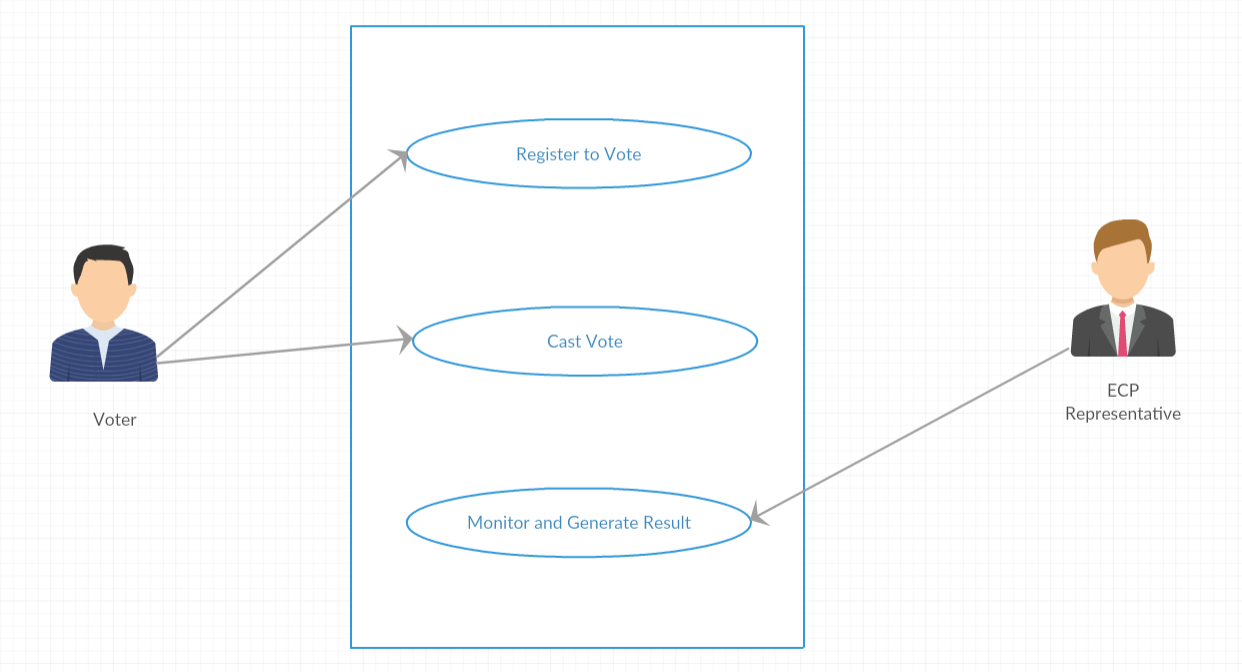 Register to Vote
Cast Vote
Monitor and Generate Result
Voter
ECP
Representative